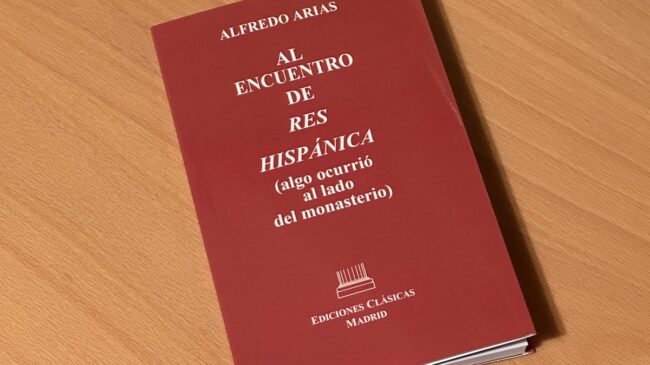 ALFREDO ARIAS
AL
ENCUENTRO
DE
RES
HISPÁNICA
(algo ocurrió
al lado
del monasterio)
EDICIONES CLÁSICAS
MADRID